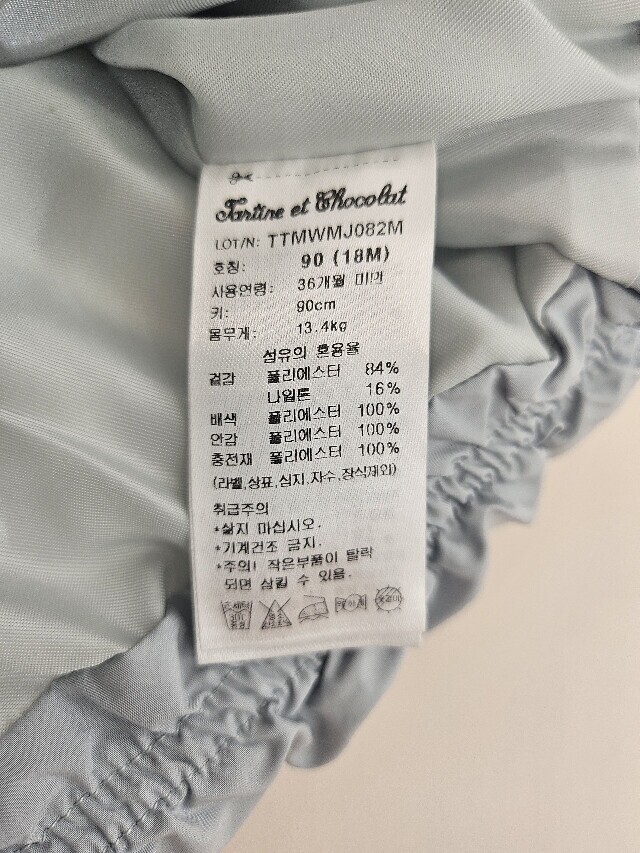 Tartine et Chocolat
LOT/N: TTMWMJ082M
호칭: 90 (18M)
사용연령: 36개월 미만
키: 90cm
몸무게: 13.4kg
섬유의 혼용율
겉감 폴리에스터 84%
나일론 16%
배색 폴리에스터 100%
안감 폴리에스터 100%
충전재 폴리에스터 100%
(라벨,상표,심지,자수,장식제외)
취급주의
*삶지 마십시오.
*기계건조 금지.
*주의! 작은부품이 탈락
되면 삼킬 수 있음.